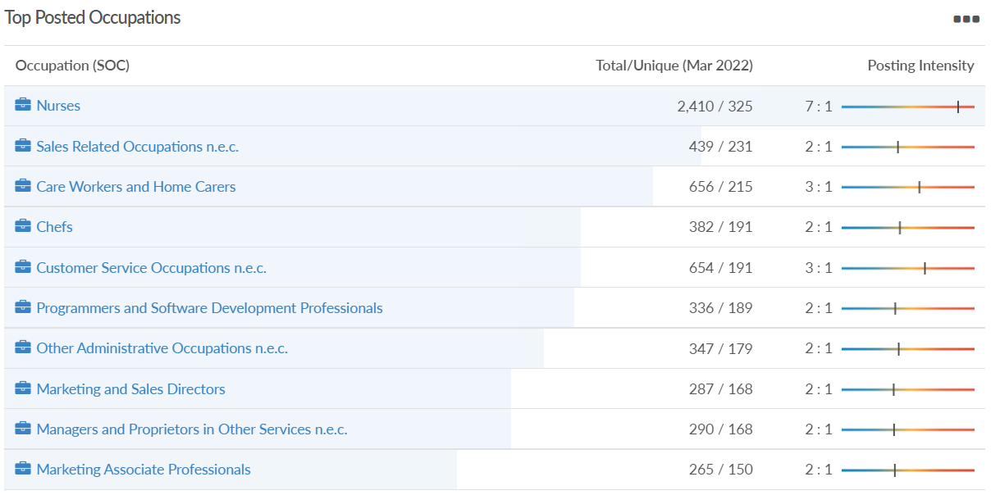 Top Posted Occupations
Occupation (SOC) Total/Unique (Mar 2022) Posting Intensity
Nurses 2,410 / 325 7 : 1
Sales Related Occupations n.e.c. 439 / 231 2 : 1
Care Workers and Home Carers 656 / 215 3 : 1
Chefs 382 / 191 2 : 1
Customer Service Occupations n.e.c. 654 / 191 3 : 1
Programmers and Software Development Professionals 336 / 189 2 : 1
Other Administrative Occupations n.e.c. 347 / 179 2 : 1
Marketing and Sales Directors 287 / 168 2 : 1
Managers and Proprietors in Other Services n.e.c. 290 / 168 2 : 1
Marketing Associate Professionals 265 / 150 2 : 1